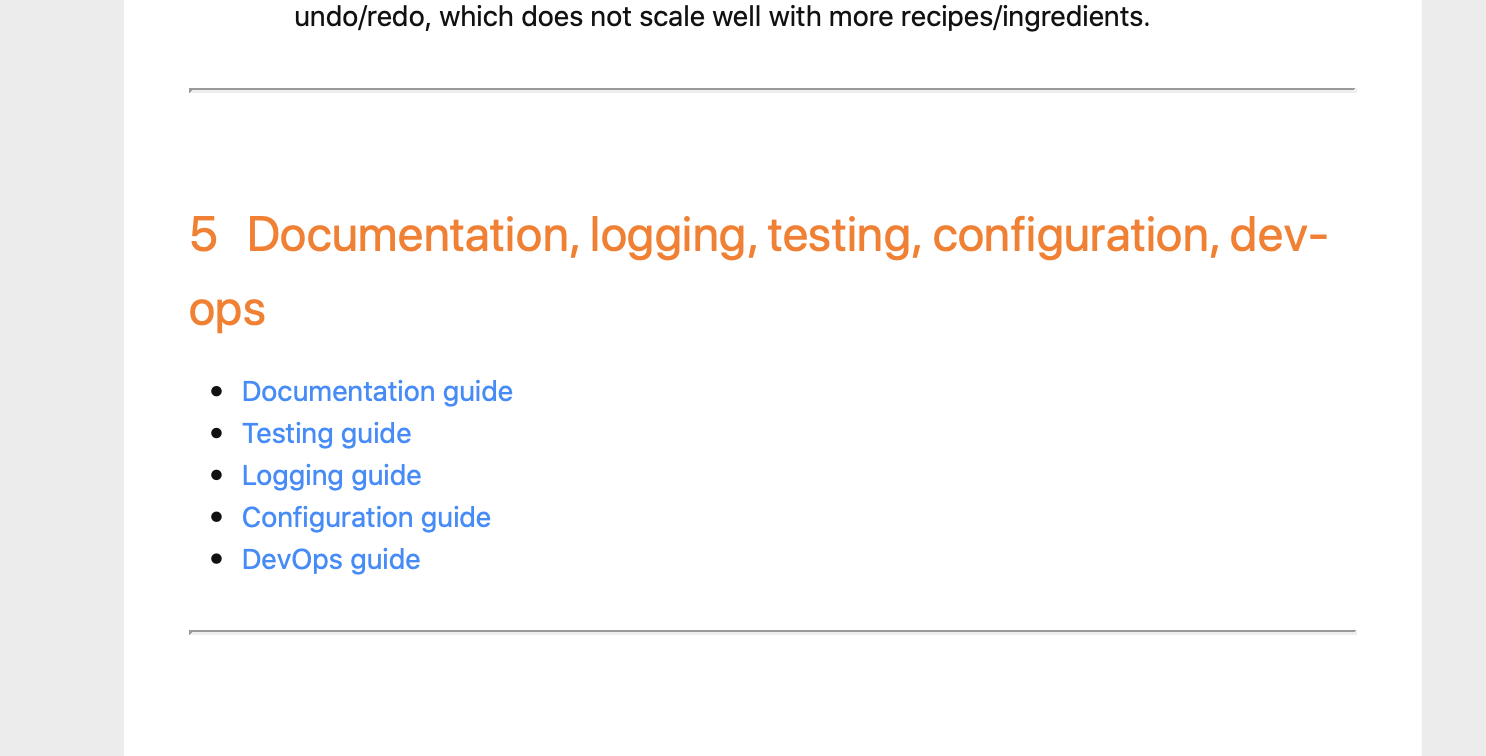 undo/redo, which does not scale well with more recipes/ingredients.
5 Documentation, logging, testing, configuration, dev-
ops
• Documentation guide
• Testing guide
• Logging guide
• Configuration guide
• DevOps guide